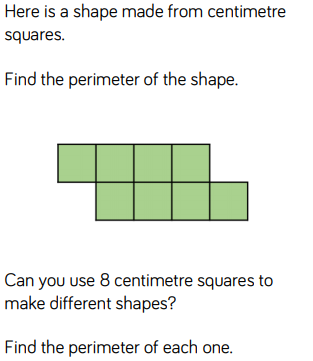 Here is a shape made from centimetre
squares.
Find the perimeter of the shape.
Can you use 8 centimetre squares to
make different shapes?
Find the perimeter of each one.